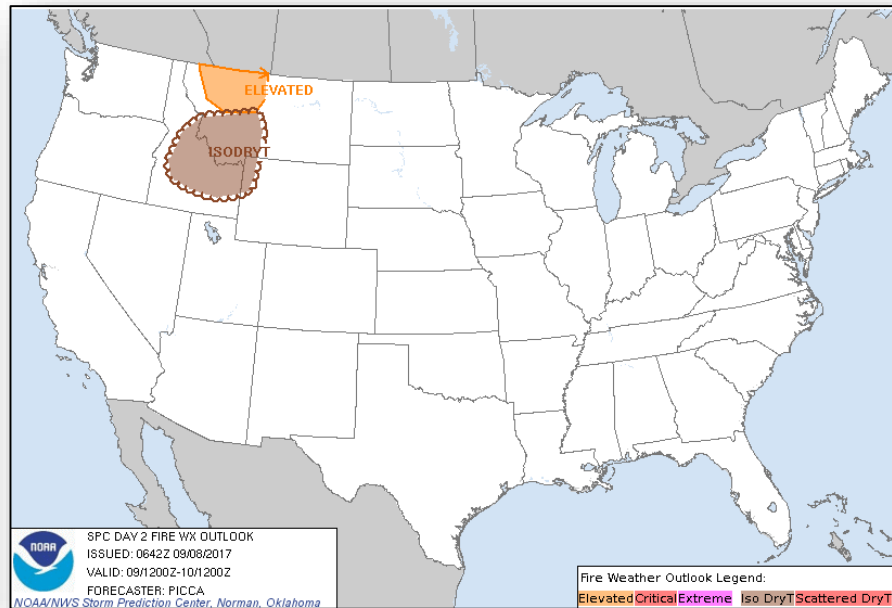 ELEVATED
ISODRYT
NOAA
SPC DAY 2 FIRE WX OUTLOOK
ISSUED: 0642Z 09/08/2017
VALID: 09/1200Z-10/1200Z
FORECASTER: PICCA
NOAA/NWS Storm Prediction Center, Norman, Oklahoma
Fire Weather Outlook Legend:
Elevated Critical Extreme Iso DryT Scattered DryT